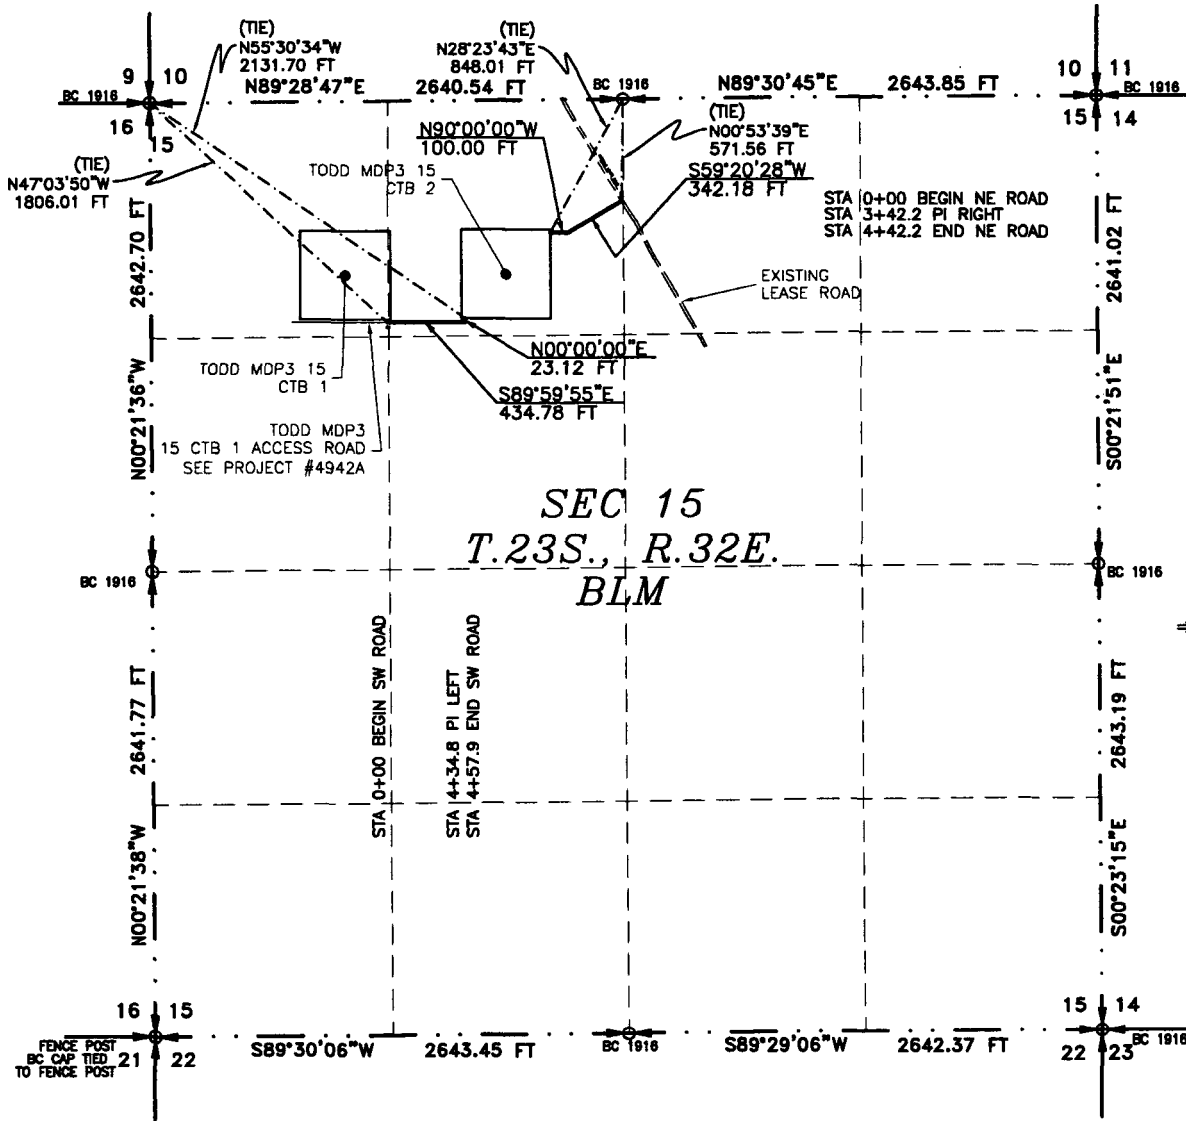 (TIE)
N55°30'34"W
2131.70 FT
N89°28'47"E 2640.54 FT
(TIE)
N28°23'43"E
848.01 FT
BC 1916
N89°30'45"E 2643.85 FT
9 10
BC 1916
16 15
10 11
BC 1916
15 14
(TIE)
N47°03'50"W
1806.01 FT
N90°00'00"W
100.00 FT
(TIE)
N00°53'39"E
571.56 FT
S59°20'28"W
342.18 FT
TODD MDP3 15
CTB 2
STA 0+00 BEGIN NE ROAD
STA 3+42.2 PI RIGHT
STA 4+42.2 END NE ROAD
EXISTING
LEASE ROAD
N00°21'36"W 2642.70 FT
S00°21'51"E 2641.02 FT
TODD MDP3 15
CTB 1
N00°00'00"E
23.12 FT
S89°59'55"E
434.78 FT
TODD MDP3
15 CTB 1 ACCESS ROAD
SEE PROJECT #4942A
SEC 15
T.23S., R.32E.
BLM
BC 1916
BC 1916
STA 0+00 BEGIN SW ROAD
STA 4+34.8 PI LEFT
STA 4+57.9 END SW ROAD
N00°21'38"W 2641.77 FT
S00°23'15"E 2643.19 FT
16 15
FENCE POST
BC CAP TIED
TO FENCE POST
21 22
S89°30'06"W 2643.45 FT
BC 1916
S89°29'06"W 2642.37 FT
15 14
22 23
BC 1916